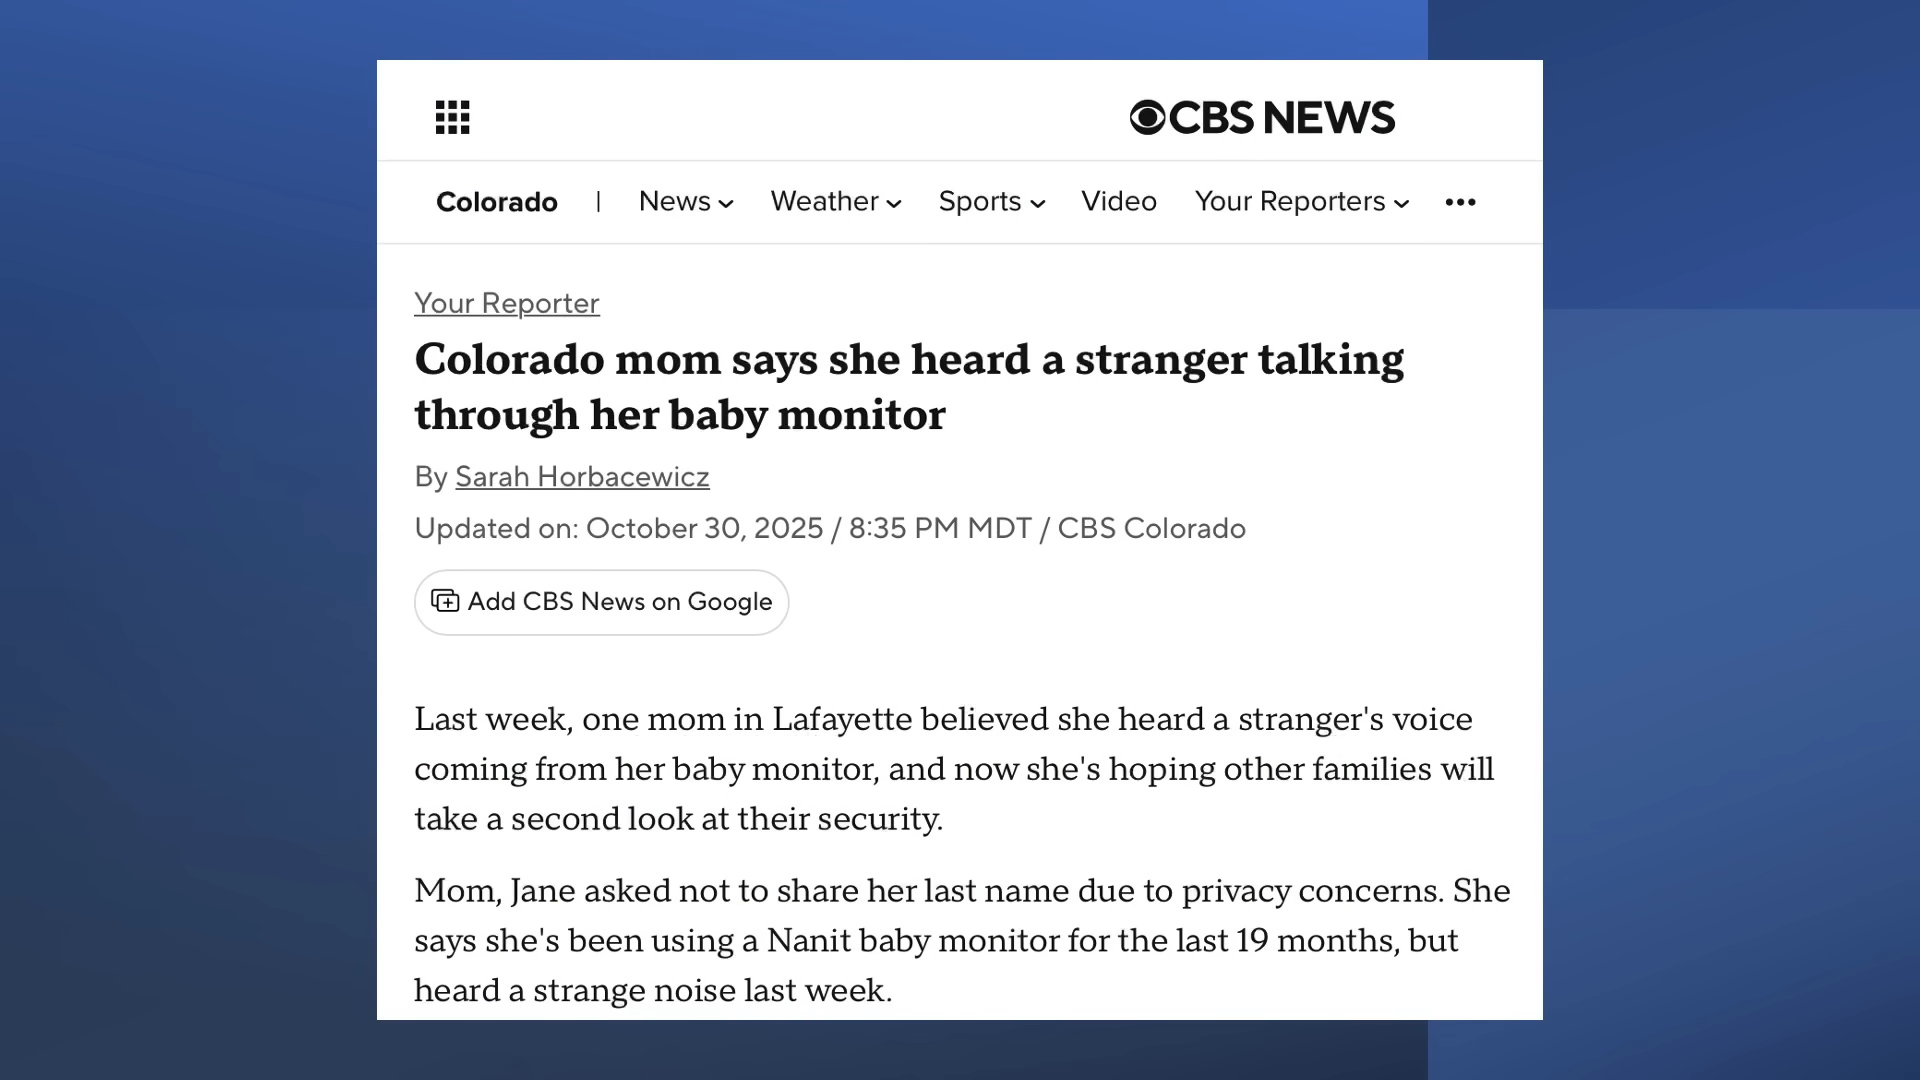 CBS NEWS
Colorado | News Weather Sports Video Your Reporters •••
Your Reporter
Colorado mom says she heard a stranger talking
through her baby monitor
By Sarah Horbacewicz
Updated on: October 30, 2025 / 8:35 PM MDT / CBS Colorado
Add CBS News on Google
Last week, one mom in Lafayette believed she heard a stranger's voice
coming from her baby monitor, and now she's hoping other families will
take a second look at their security.
Mom, Jane asked not to share her last name due to privacy concerns. She
says she's been using a Nanit baby monitor for the last 19 months, but
heard a strange noise last week.